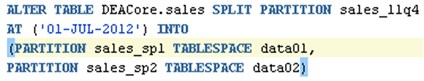 ALTER TABLE DEACore.sales SPLIT PARTITION sales_11q4
AT ('01-JUL-2012') INTO
(PARTITION sales_sp1 TABLESPACE data01,
PARTITION sales_sp2 TABLESPACE data02)